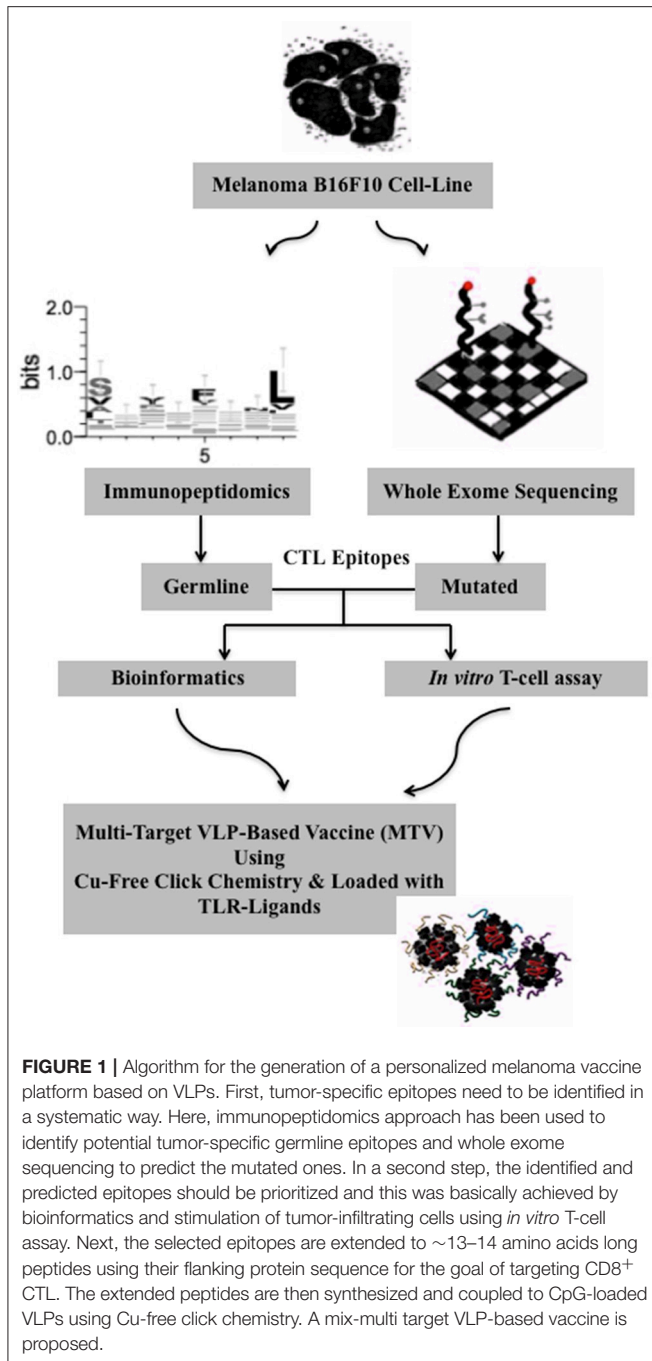 Melanoma B16F10 Cell-Line
2.0
1.0
0.0
bits
S
L
5
Immunopeptidomics
Whole Exome Sequencing
CTL Epitopes
Germline
Mutated
Bioinformatics
In vitro T-cell assay
Multi-Target VLP-Based Vaccine (MTV)
Using
Cu-Free Click Chemistry & Loaded with
TLR-Ligands
FIGURE 1 | Algorithm for the generation of a personalized melanoma vaccine
platform based on VLPs. First, tumor-specific epitopes need to be identified in
a systematic way. Here, immunopeptidomics approach has been used to
identify potential tumor-specific germline epitopes and whole exome
sequencing to predict the mutated ones. In a second step, the identified and
predicted epitopes should be prioritized and this was basically achieved by
bioinformatics and stimulation of tumor-infiltrating cells using in vitro T-cell
assay. Next, the selected epitopes are extended to ∼13–14 amino acids long
peptides using their flanking protein sequence for the goal of targeting CD8+
CTL. The extended peptides are then synthesized and coupled to CpG-loaded
VLPs using Cu-free click chemistry. A mix-multi target VLP-based vaccine is
proposed.